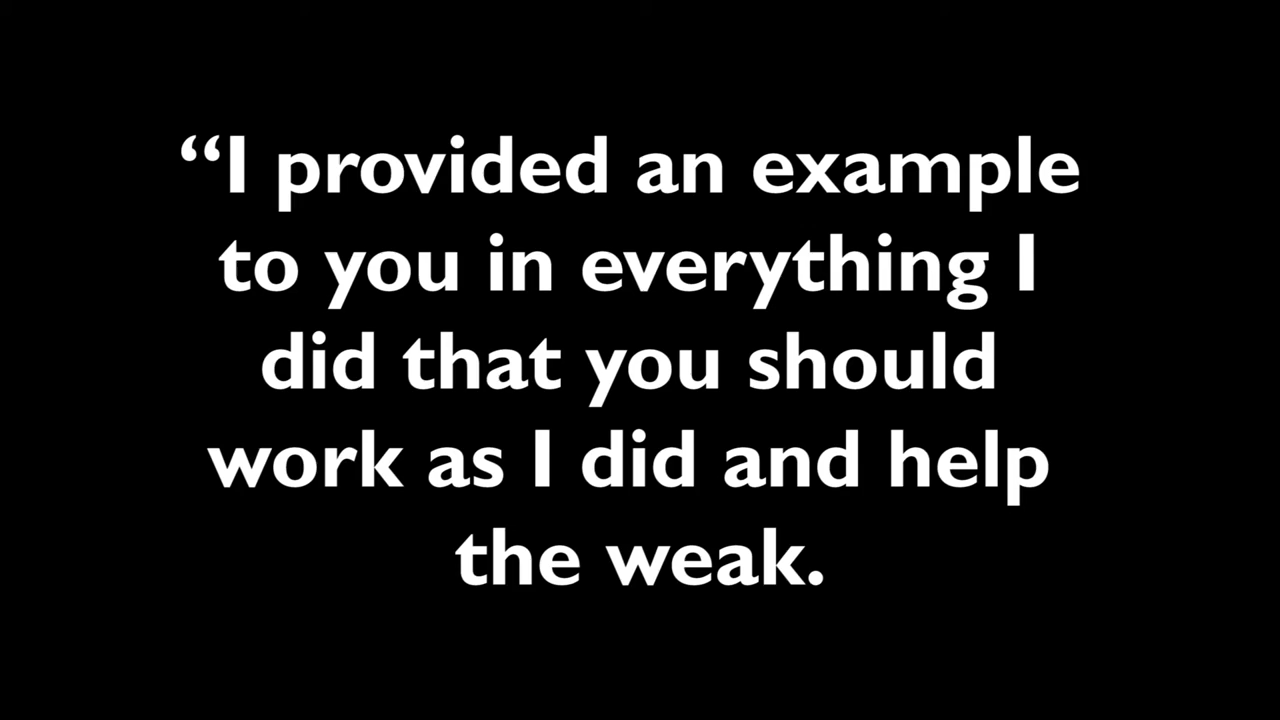 “I provided an example
to you in everything I
did that you should
work as I did and help
the weak.